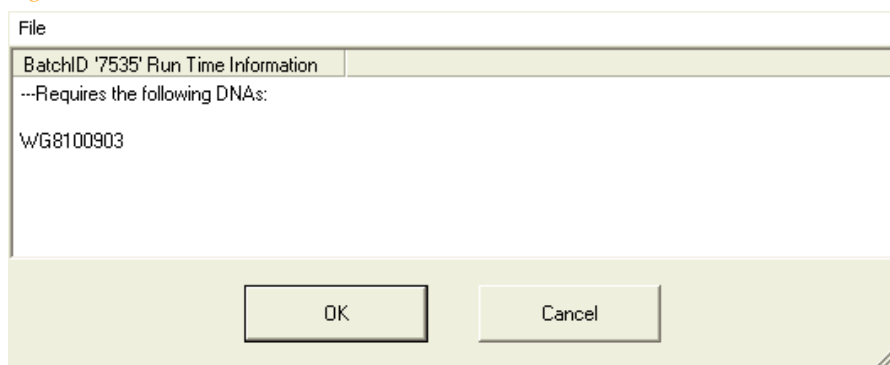 File
BatchID '7535' Run Time Information
---Requires the following DNAs:
WG8100903
OK
Cancel